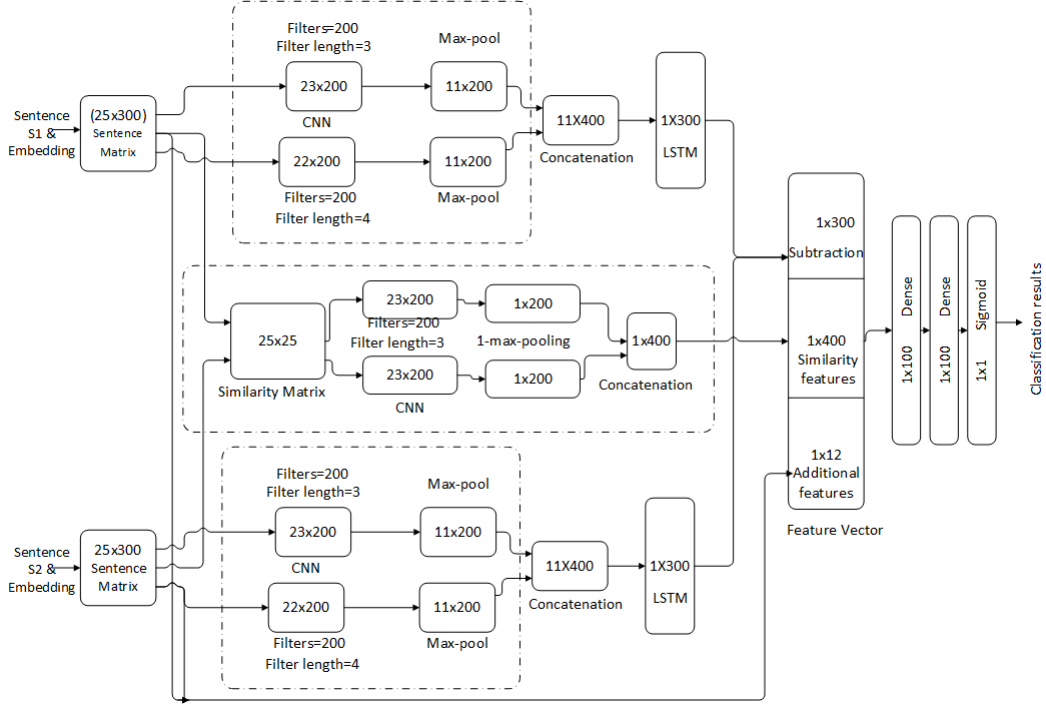 Filters=200
Filter length=3
Max-pool
23x200
11x200
CNN
Sentence
S1 &
Embedding
(25x300)
Sentence
Matrix
22x200
11x200
Filters=200
Filter length=4
Max-pool
11X400
Concatenation
1X300
LSTM
25x25
Similarity Matrix
23x200
Filters=200
Filter length=3
1x200
1-max-pooling
23x200
CNN
1x200
1x400
Concatenation
Filters=200
Filter length=3
Max-pool
23x200
11x200
CNN
Sentence
S2 &
Embedding
25x300
Sentence
Matrix
22x200
11x200
Filters=200
Filter length=4
Max-pool
11X400
Concatenation
1X300
LSTM
1x300
Subtraction
1x400
Similarity
features
1x12
Additional
features
Feature Vector
1x100 Dense
1x100 Dense
1x1 Sigmoid
Classification results